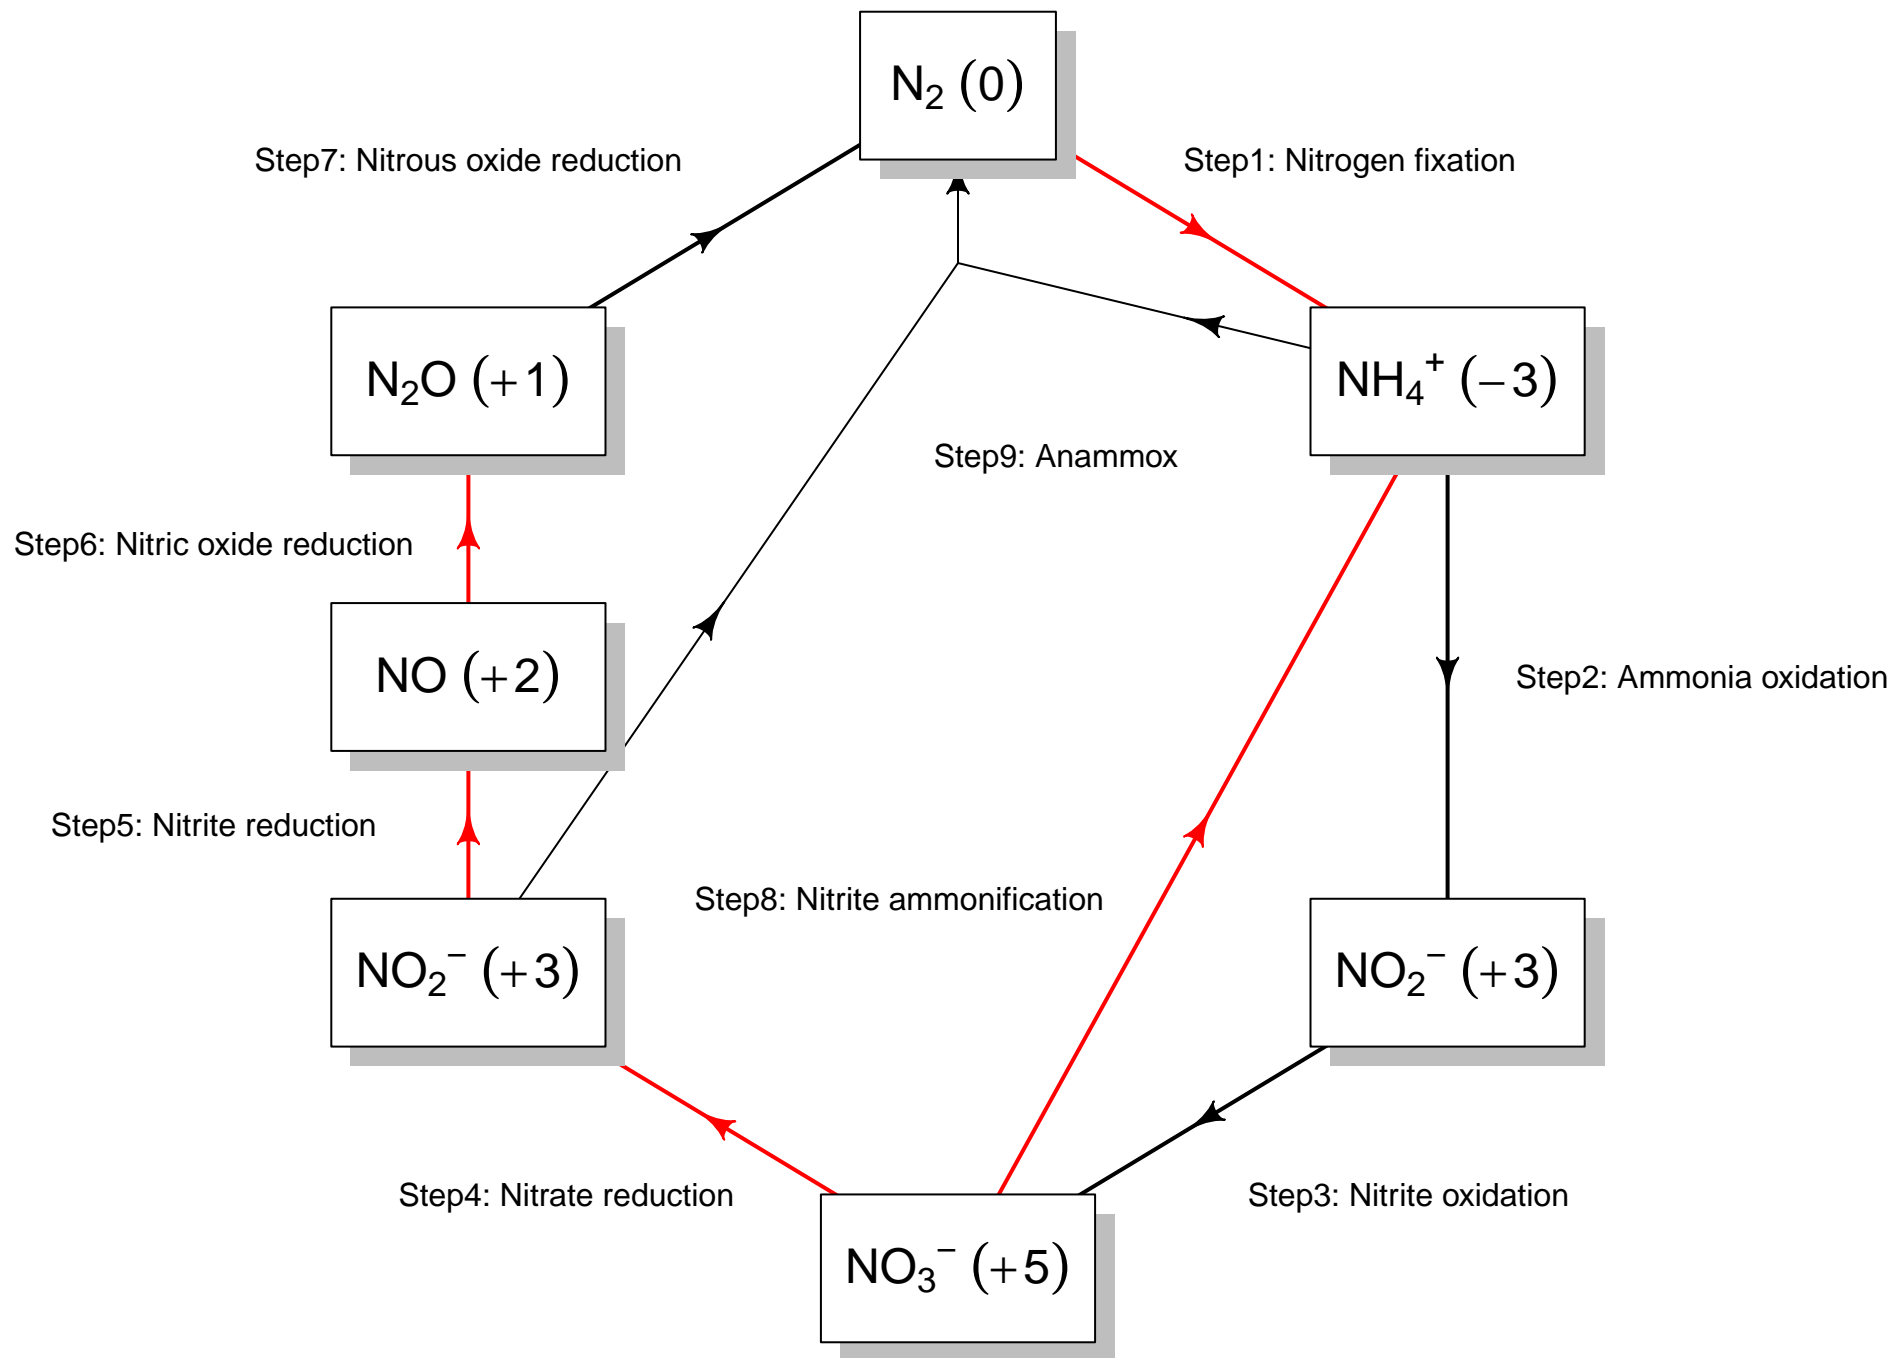 N₂ (0)
Step7: Nitrous oxide reduction
Step1: Nitrogen fixation
N₂O (+1)
NH₄⁺ (−3)
Step9: Anammox
Step6: Nitric oxide reduction
NO (+2)
Step2: Ammonia oxidation
Step5: Nitrite reduction
Step8: Nitrite ammonification
NO₂⁻ (+3)
NO₂⁻ (+3)
Step4: Nitrate reduction
Step3: Nitrite oxidation
NO₃⁻ (+5)